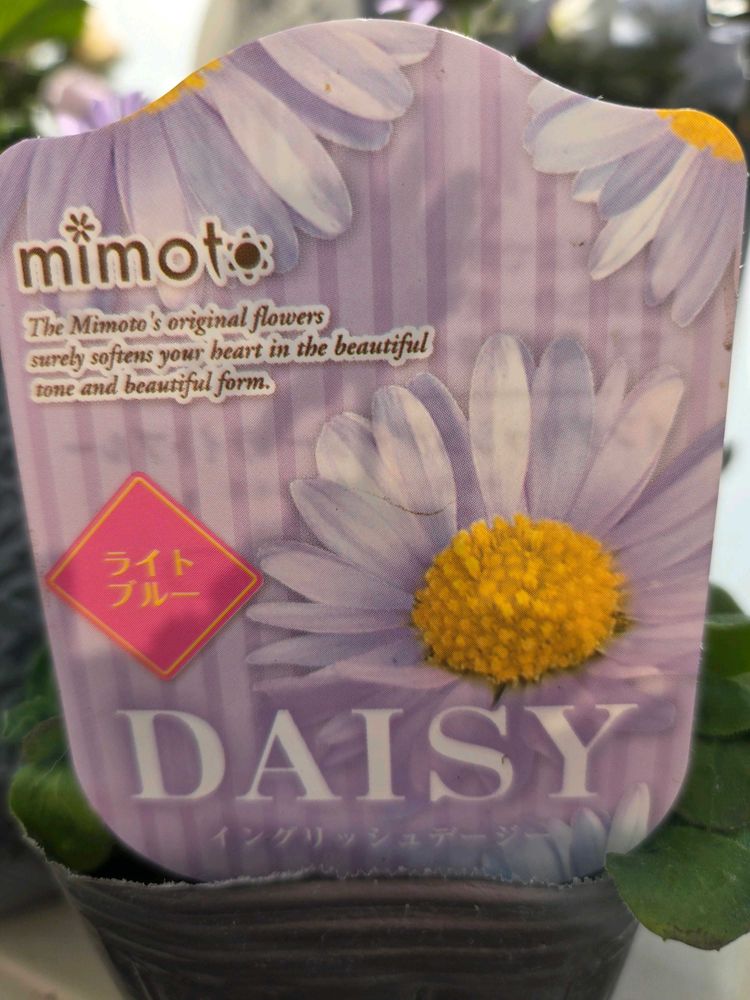 mimoto
The Mimoto's original flowers
surely softens your heart in the beautiful
tone and beautiful form.
ライト
ブルー
DAISY
イングリッシュデージー